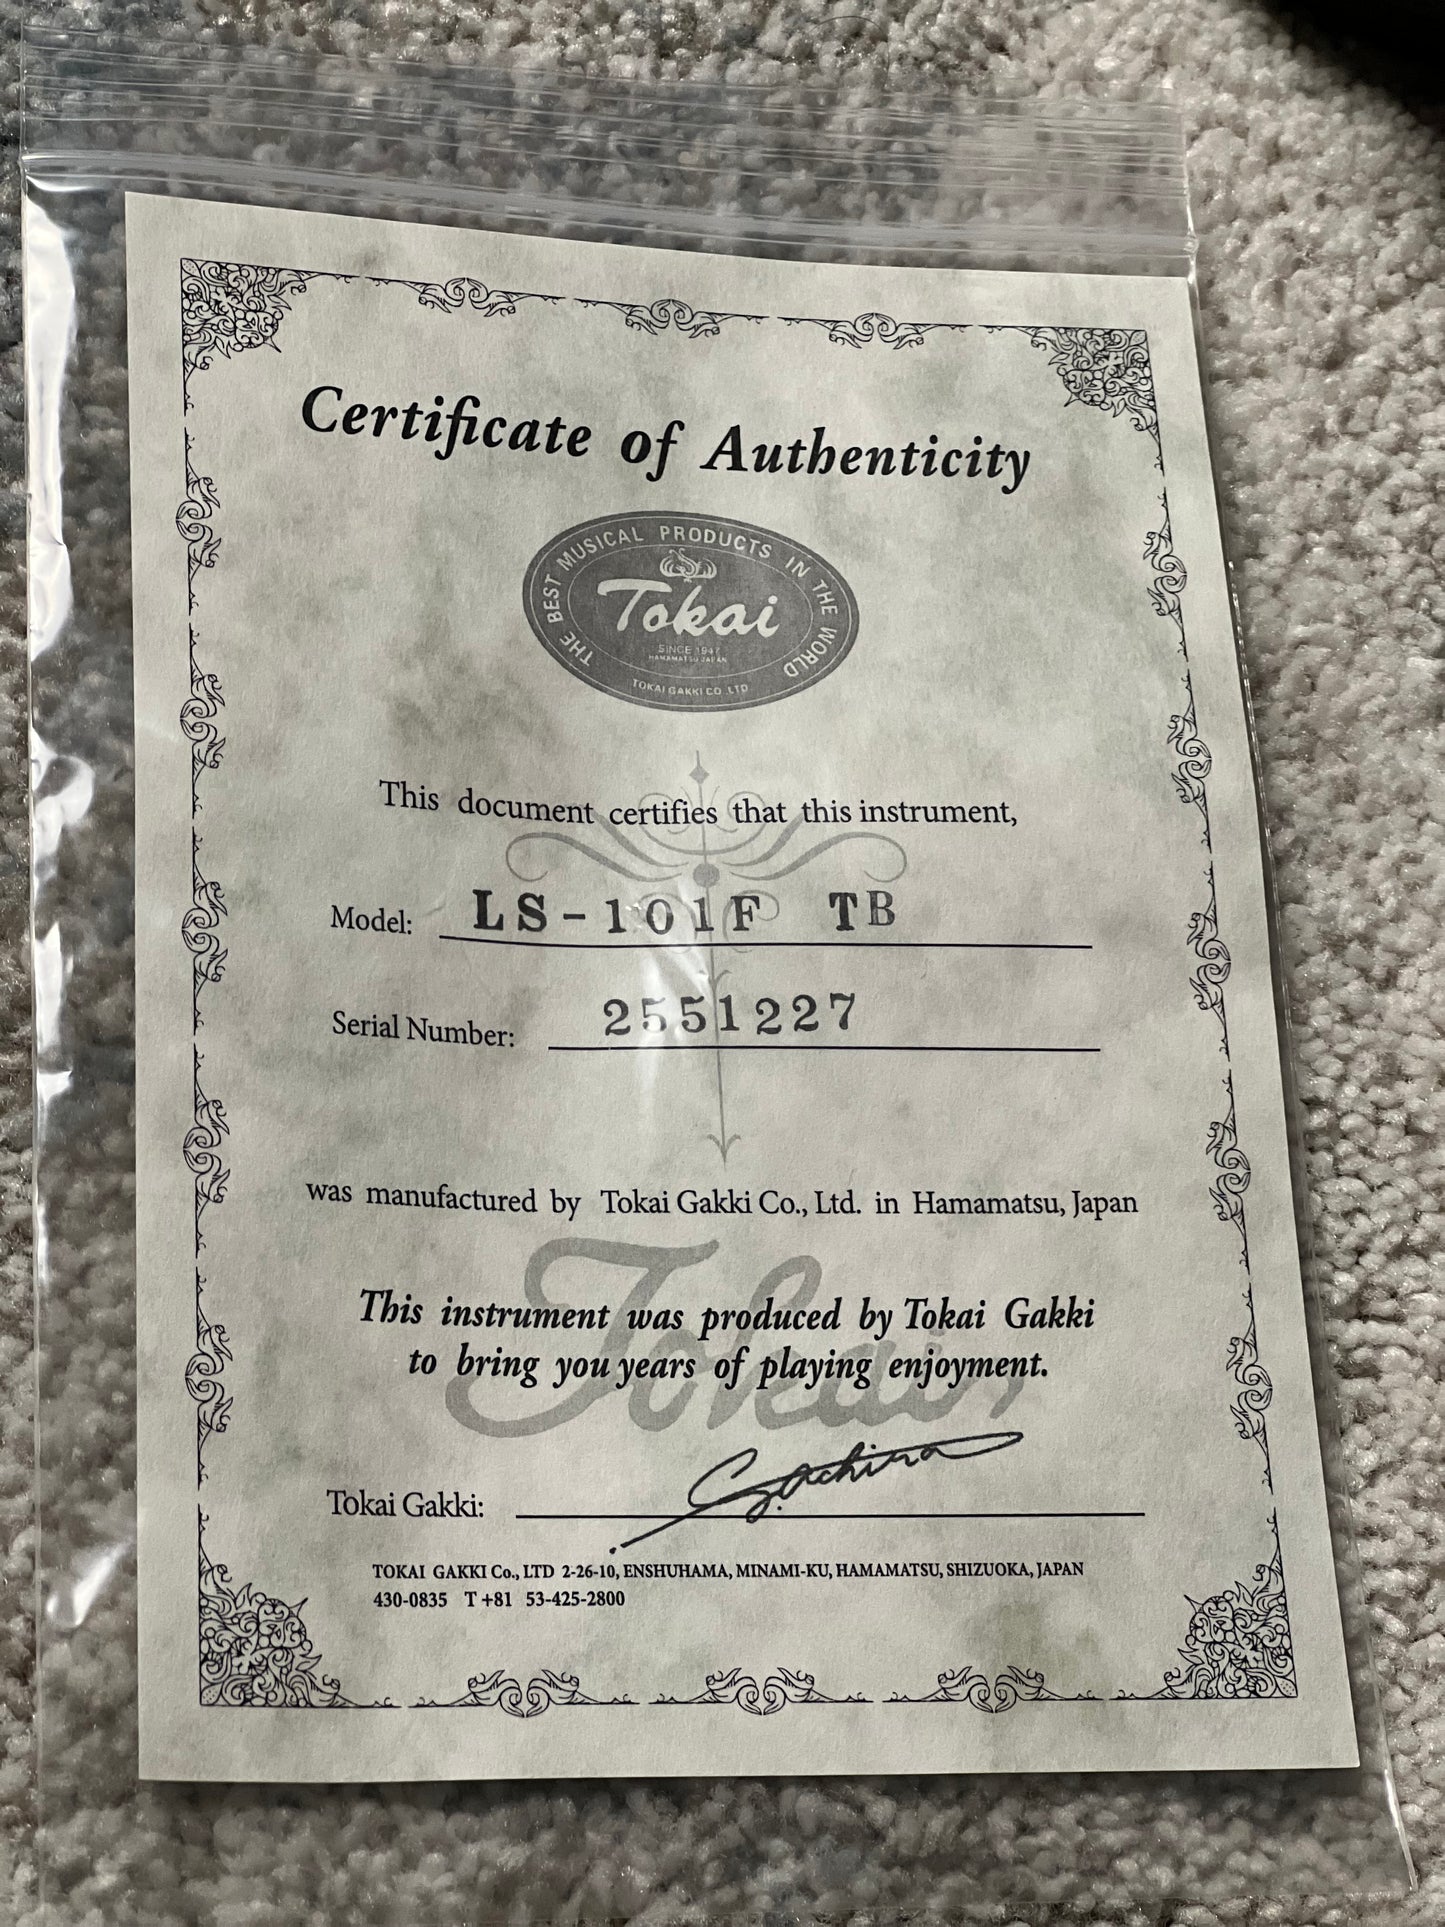 Certificate of Authenticity
THE BEST MUSICAL PRODUCTS IN THE WORLD
Tokai
SINCE 1947
HAMAMATSU JAPAN
TOKAI GAKKI CO.,LTD
This document certifies that this instrument,
Model: LS-101F TB
Serial Number: 2551227
was manufactured by Tokai Gakki Co., Ltd. in Hamamatsu, Japan
Tokai
This instrument was produced by Tokai Gakki
to bring you years of playing enjoyment.
Tokai Gakki:
TOKAI GAKKI Co., LTD 2-26-10, ENSHUHAMA, MINAMI-KU, HAMAMATSU, SHIZUOKA, JAPAN
430-0835 T +81 53-425-2800